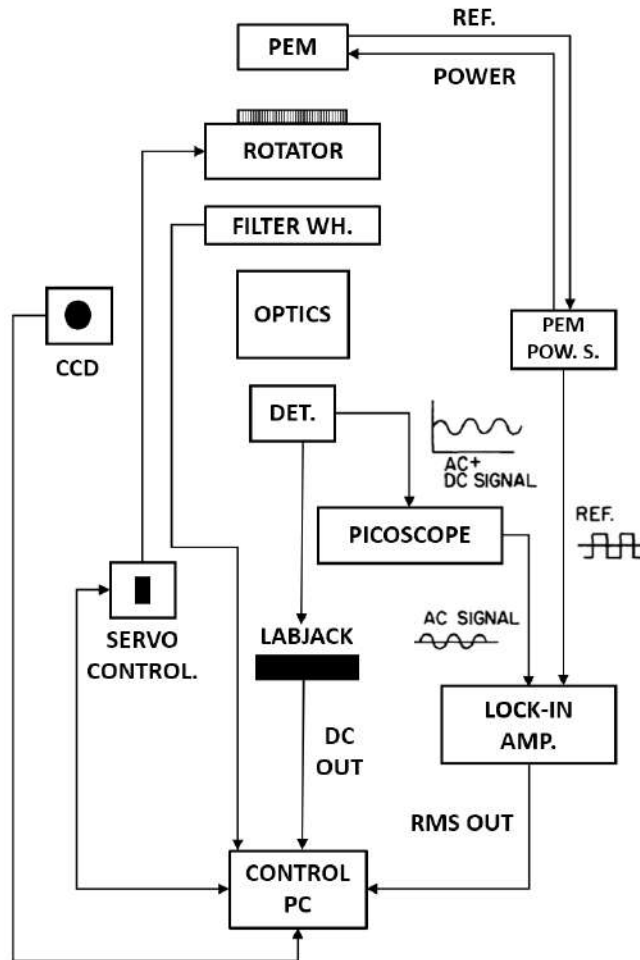 REF.
PEM
POWER
ROTATOR
FILTER WH.
OPTICS
PEM
POW. S.
CCD
DET.
AC+
DC SIGNAL
PICOSCOPE
REF.
SERVO
CONTROL.
LABJACK
AC SIGNAL
LOCK-IN
AMP.
DC
OUT
RMS OUT
CONTROL
PC